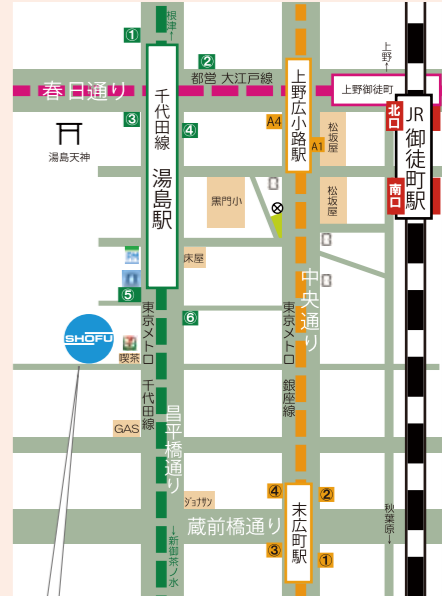 ①
根津→
②
都営 大江戸線
春日通り
上野→
上野御徒町
③
④
千代田線 湯島駅
上野広小路駅
A4
A1
松坂屋
北口
JR 御徒町駅
南口
湯島天神
黒門小
松坂屋
床屋
⑤
⑥
中央通り
東京メトロ 千代田線
東京メトロ 銀座線
SHOFU
喫茶
昌平橋通り
GAS
ジョナサン
蔵前橋通り
④
②
末広町駅
③
①
→新御茶ノ水
秋葉原→